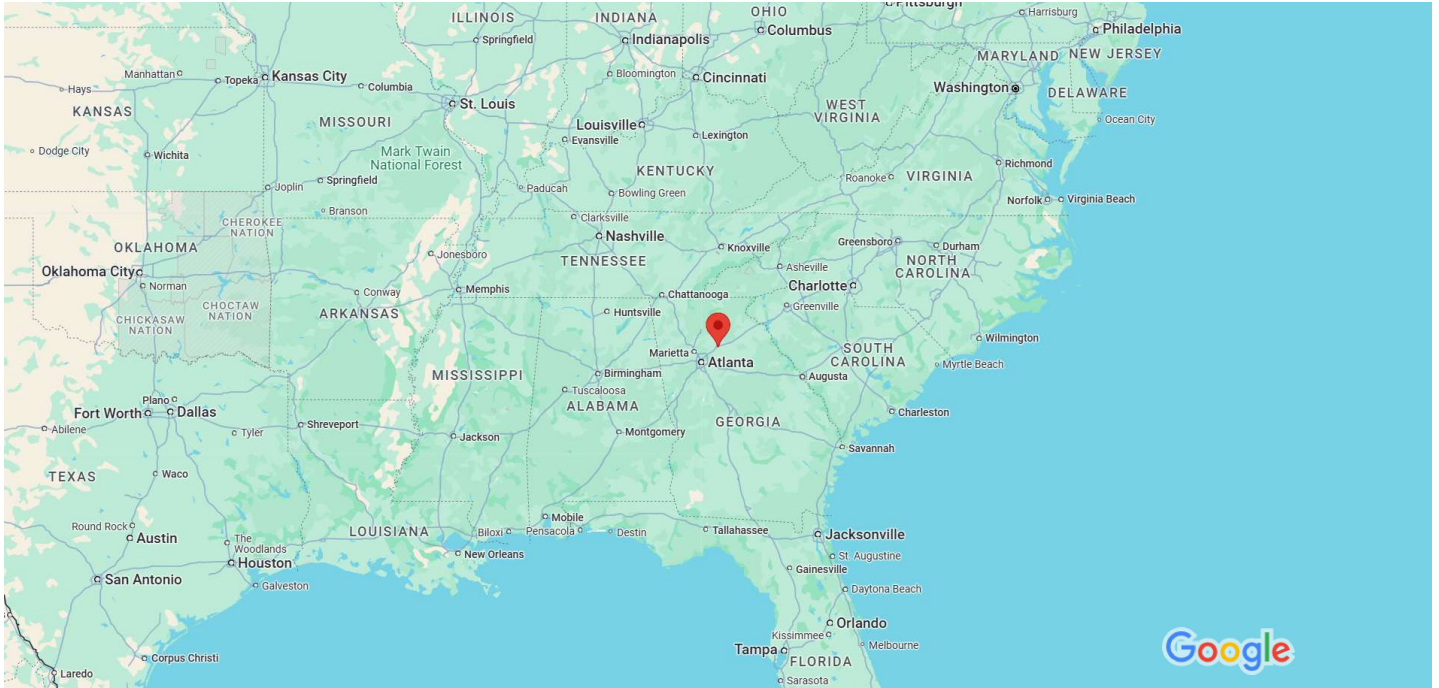 Pittsburgh
ILLINOIS
INDIANA
OHIO
Harrisburg
Columbus
Philadelphia
Springfield
Indianapolis
MARYLAND
NEW JERSEY
Manhattan
Topeka
Kansas City
Bloomington
Cincinnati
Hays
Columbia
Washington
DELAWARE
KANSAS
St. Louis
WEST
VIRGINIA
MISSOURI
Louisville
Ocean City
Evansville
Lexington
Dodge City
Wichita
Mark Twain
National Forest
Richmond
KENTUCKY
Roanoke
VIRGINIA
Joplin
Springfield
Paducah
Bowling Green
Norfolk
Virginia Beach
Branson
Clarksville
CHEROKEE
NATION
Nashville
Greensboro
Durham
OKLAHOMA
Jonesboro
TENNESSEE
Knoxville
NORTH
CAROLINA
Oklahoma City
Asheville
Norman
Conway
Memphis
Charlotte
Chattanooga
CHOCTAW
NATION
Greenville
CHICKASAW
NATION
ARKANSAS
Huntsville
Wilmington
Marietta
Atlanta
SOUTH
CAROLINA
Myrtle Beach
MISSISSIPPI
Birmingham
Augusta
Tuscaloosa
Plano
ALABAMA
Fort Worth
Dallas
Charleston
Abilene
Tyler
Shreveport
Jackson
Montgomery
GEORGIA
Savannah
TEXAS
Waco
Round Rock
Austin
LOUISIANA
Mobile
Biloxi
Pensacola
Destin
Tallahassee
Jacksonville
The
Woodlands
New Orleans
St. Augustine
Houston
Gainesville
San Antonio
Galveston
Daytona Beach
Orlando
Kissimmee
Melbourne
Tampa
Corpus Christi
FLORIDA
Laredo
Sarasota
Google